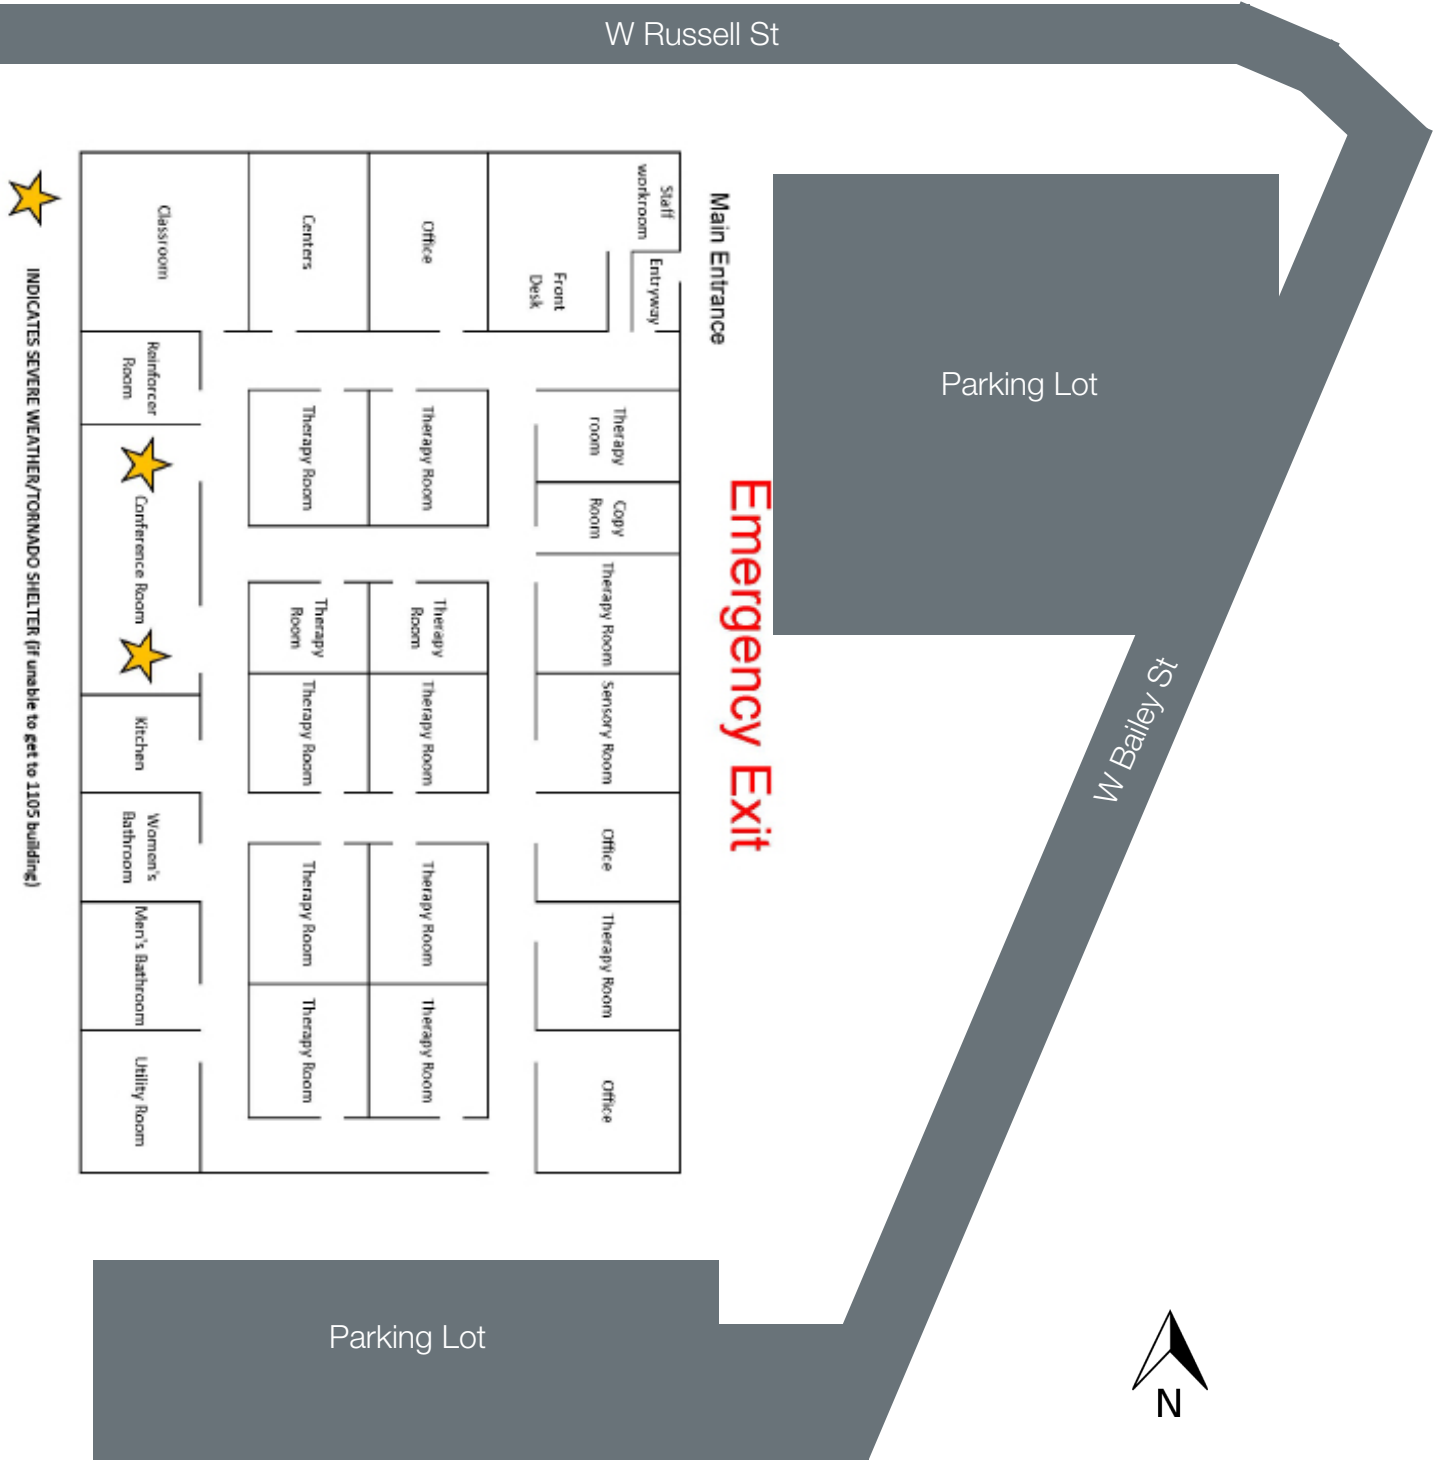 W Russell St
Staff
workroom
Main Entrance
Classroom
Centers
Office
Front
Desk
Entryway
Parking Lot
Reinforcer
Room
Therapy Room
Therapy Room
Therapy
room
Copy
Room
Emergency Exit
Conference Room
Therapy
Room
Therapy
Room
Therapy Room
INDICATES SEVERE WEATHER/TORNADO SHELTER (if unable to get to 1105 building)
Kitchen
Therapy Room
Therapy Room
Sensory Room
W Bailey St
Women's
Bathroom
Therapy Room
Therapy Room
Office
Men's Bathroom
Therapy Room
Utility Room
Therapy Room
Therapy Room
Office
Parking Lot
N